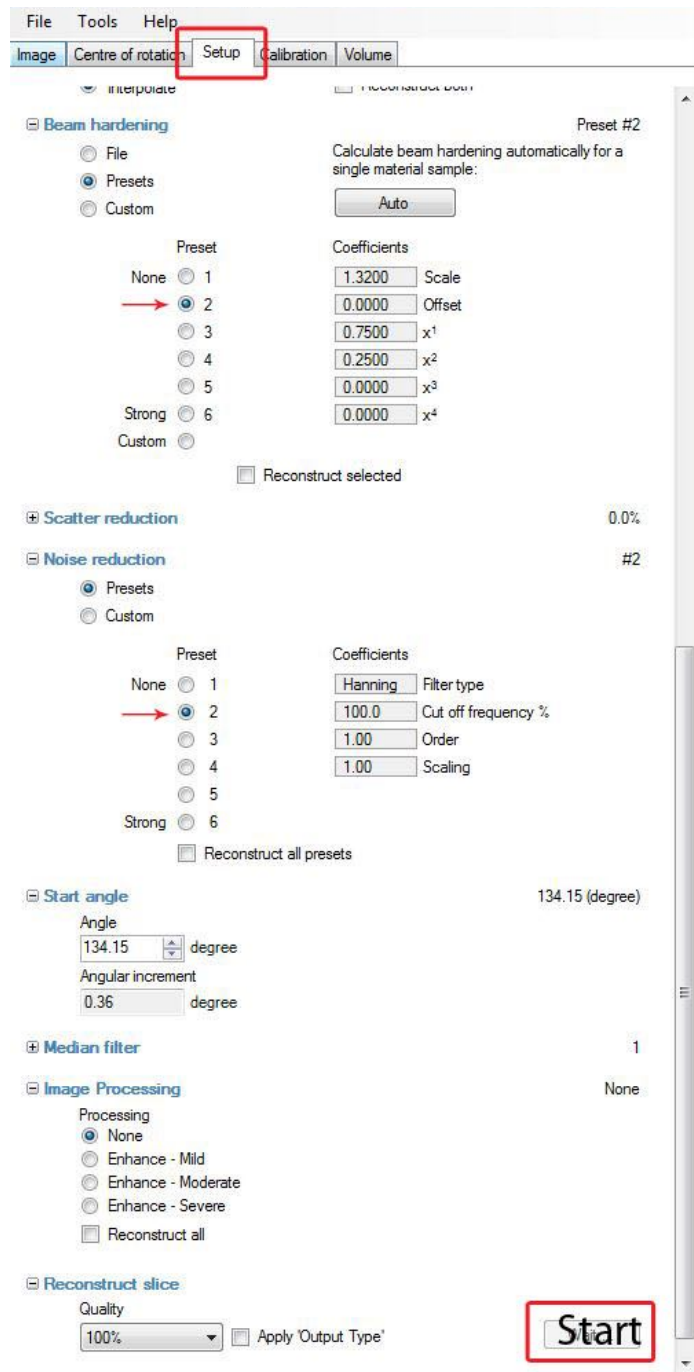 File Tools Help
Image Centre of rotation Setup Calibration Volume
Interpolate Reconstruct both
Beam hardening Preset #2
File Calculate beam hardening automatically for a
single material sample:
Presets
Custom Auto
Preset Coefficients
None 1 1.3200 Scale
2 0.0000 Offset
3 0.7500 x¹
4 0.2500 x²
5 0.0000 x³
Strong 6 0.0000 x⁴
Custom
Reconstruct selected
Scatter reduction 0.0%
Noise reduction #2
Presets
Custom
Preset Coefficients
None 1 Hanning Filter type
2 100.0 Cut off frequency %
3 1.00 Order
4 1.00 Scaling
5
Strong 6
Reconstruct all presets
Start angle 134.15 (degree)
Angle
134.15 degree
Angular increment
0.36 degree
Median filter 1
Image Processing None
Processing
None
Enhance - Mild
Enhance - Moderate
Enhance - Severe
Reconstruct all
Reconstruct slice
Quality
100% Apply 'Output Type' Start